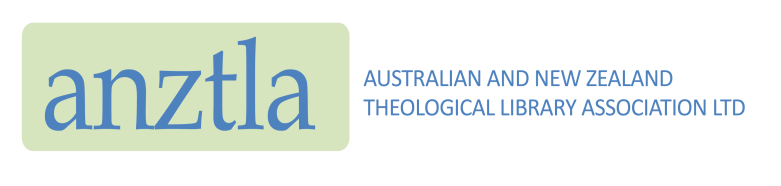 anztla
AUSTRALIAN AND NEW ZEALAND
THEOLOGICAL LIBRARY ASSOCIATION LTD